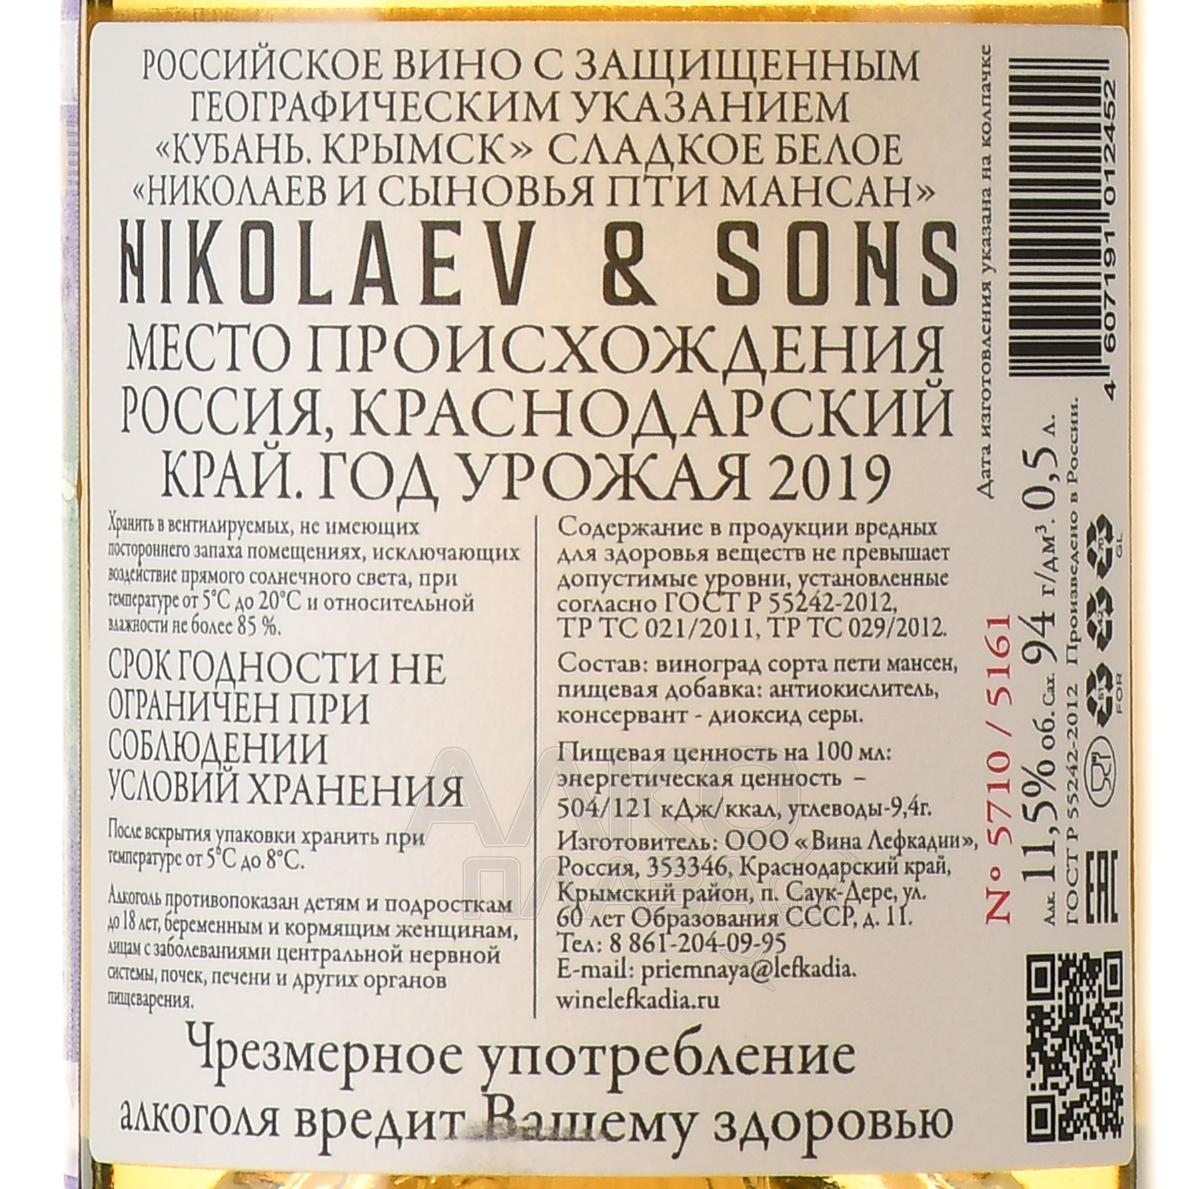 РОССИЙСКОЕ ВИНО С ЗАЩИЩЕННЫМ
ГЕОГРАФИЧЕСКИМ УКАЗАНИЕМ
«КУБАНЬ. КРЫМСК» СЛАДКОЕ БЕЛОЕ
«НИКОЛАЕВ И СЫНОВЬЯ ПТИ МАНСАН»
NIKOLAEV & SONS
МЕСТО ПРОИСХОЖДЕНИЯ
РОССИЯ, КРАСНОДАРСКИЙ
КРАЙ. ГОД УРОЖАЯ 2019
Хранить в вентилируемых, не имеющих
постороннего запаха помещениях, исключающих
воздействие прямого солнечного света, при
температуре от 5°С до 20°С и относительной
влажности не более 85 %.
СРОК ГОДНОСТИ НЕ
ОГРАНИЧЕН ПРИ
СОБЛЮДЕНИИ
УСЛОВИЙ ХРАНЕНИЯ
После вскрытия упаковки хранить при
температуре от 5°С до 8°С.
Алкоголь противопоказан детям и подросткам
до 18 лет, беременным и кормящим женщинам,
лицам с заболеваниями центральной нервной
системы, почек, печени и других органов
пищеварения.
Содержание в продукции вредных
для здоровья веществ не превышает
допустимые уровни, установленные
согласно ГОСТ Р 55242-2012,
ТР ТС 021/2011, ТР ТС 029/2012.
Состав: виноград сорта пети мансен,
пищевая добавка: антиокислитель,
консервант - диоксид серы.
Пищевая ценность на 100 мл:
энергетическая ценность –
504/121 кДж/ккал, углеводы-9,4г.
Изготовитель: ООО «Вина Лефкадии»,
Россия, 353346, Краснодарский край,
Крымский район, п. Саук-Дере, ул.
60 лет Образования СССР, д. 11.
Тел: 8 861-204-09-95
E-mail: priemnaya@lefkadia.
winelefkadia.ru
Чрезмерное употребление
алкоголя вредит Вашему здоровью
Дата изготовления указана на колпачке
4 607191 012452
N° 5710 / 5161
Алк. 11,5% об. Сах. 94 г/дм³. 0,5 л.
ГОСТ Р 55242-2012 Произведено в России.
51
FOR
42
70
GL
EAC
АЛКО
ПЛАС